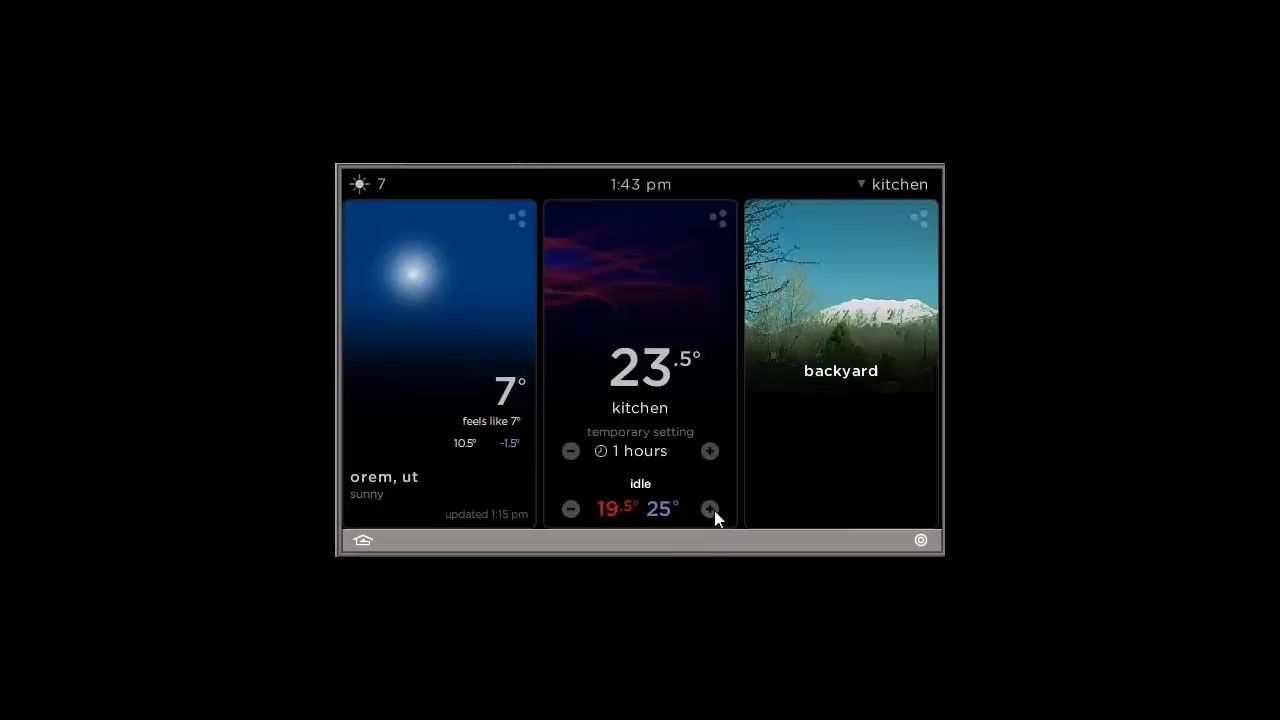 7
1:43 pm
kitchen
7°
feels like 7°
10.5° -1.5°
orem, ut
sunny
updated 1:15 pm
23.5°
kitchen
temporary setting
1 hours
idle
19.5° 25°
backyard